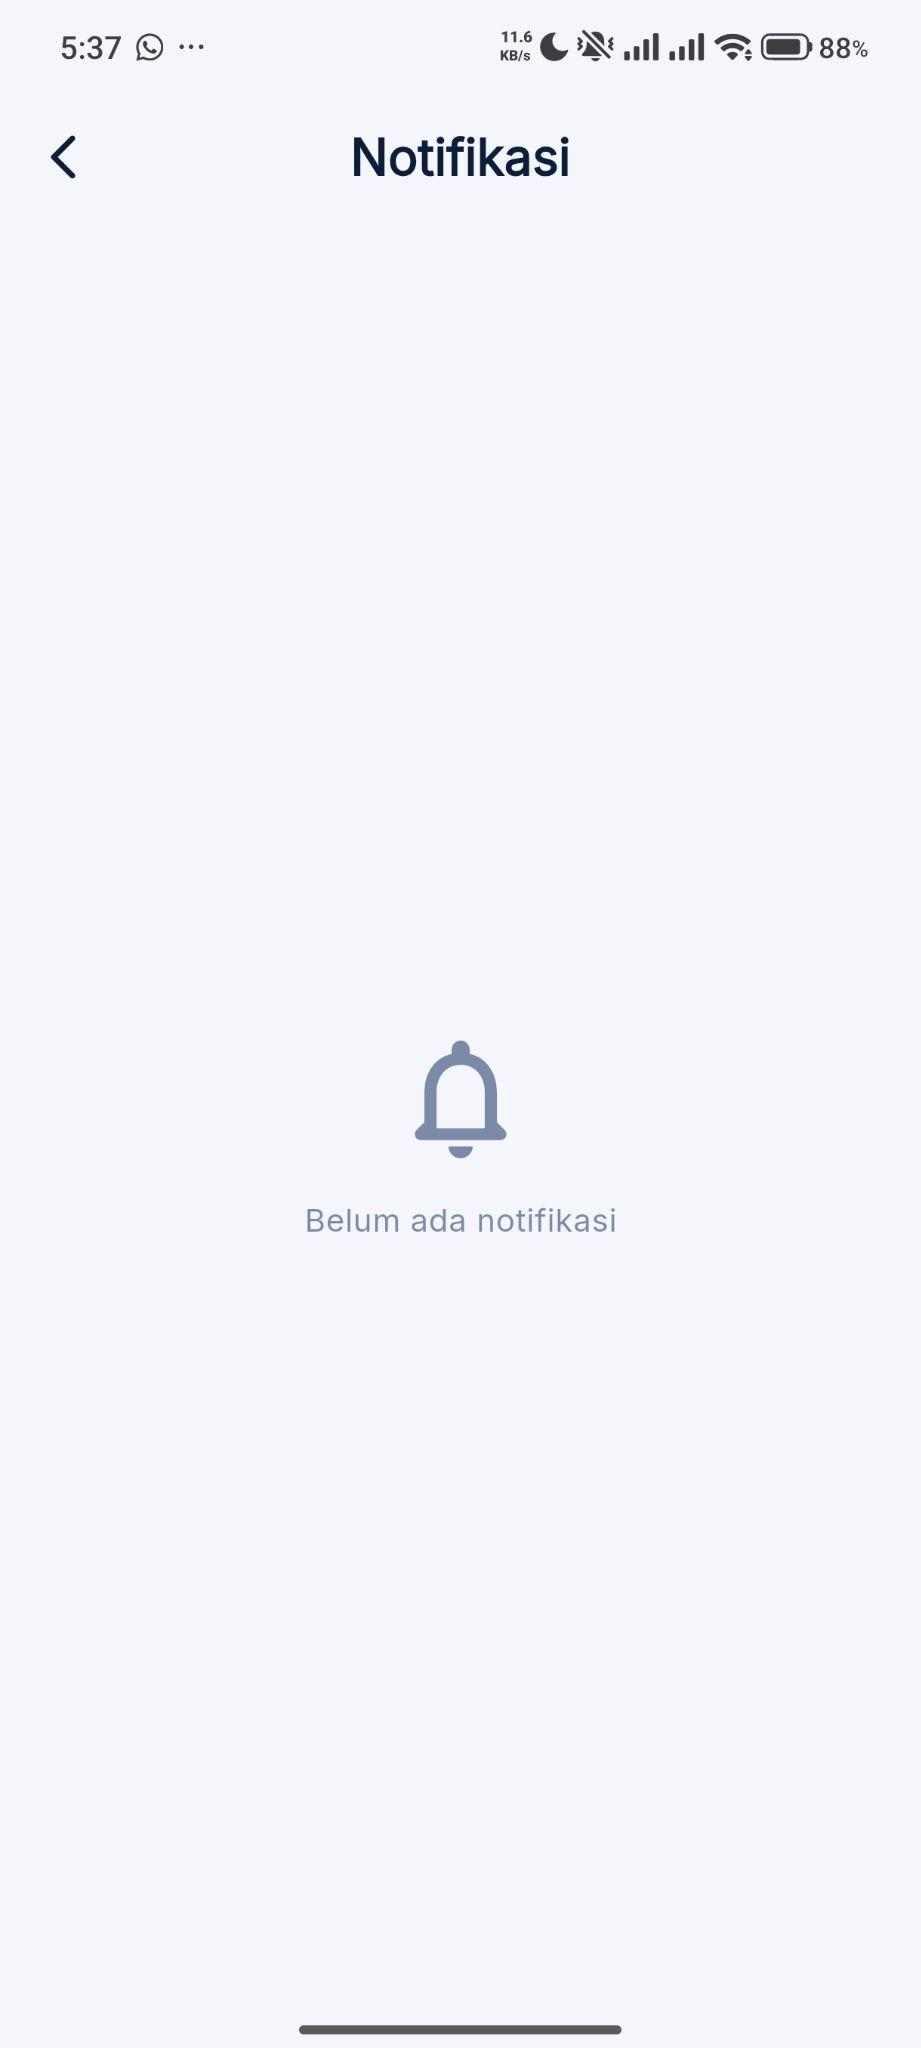 5:37 ... 11.6 KB/s 88%
Notifikasi
Belum ada notifikasi